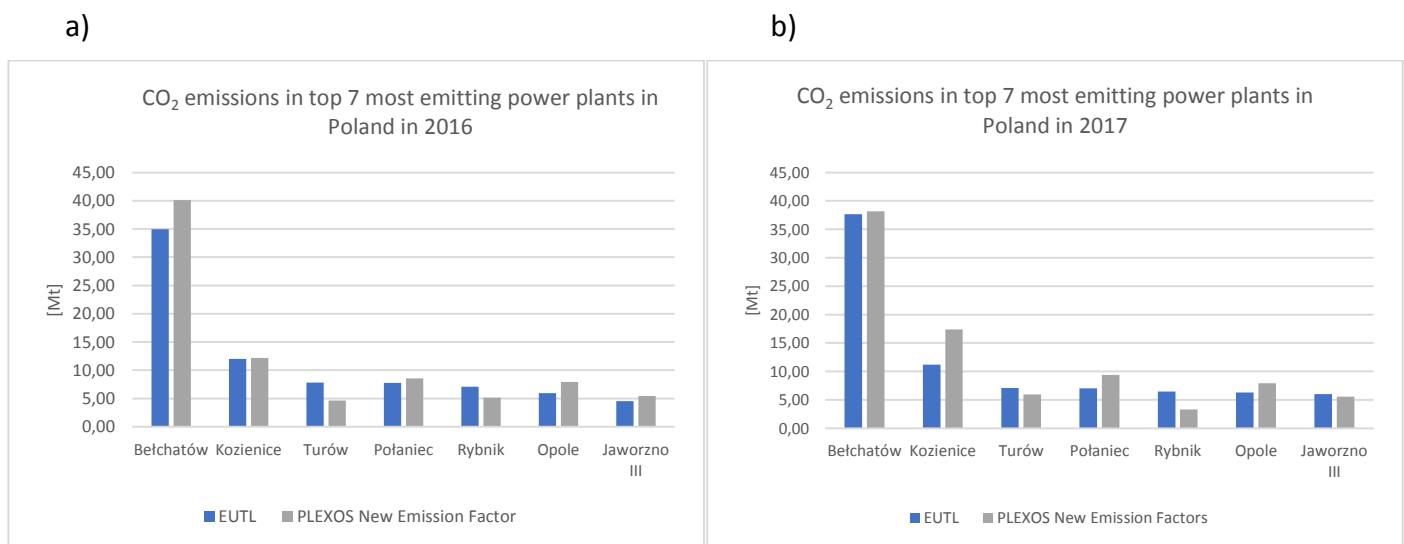 a)
CO₂ emissions in top 7 most emitting power plants in
Poland in 2016
45,00
40,00
35,00
30,00
25,00
20,00
15,00
10,00
5,00
0,00
[Mt]
Bełchatów Kozienice Turów Połaniec Rybnik Opole Jaworzno
III
EUTL PLEXOS New Emission Factor
b)
CO₂ emissions in top 7 most emitting power plants in
Poland in 2017
45,00
40,00
35,00
30,00
25,00
20,00
15,00
10,00
5,00
0,00
[Mt]
Bełchatów Kozienice Turów Połaniec Rybnik Opole Jaworzno
III
EUTL PLEXOS New Emission Factors